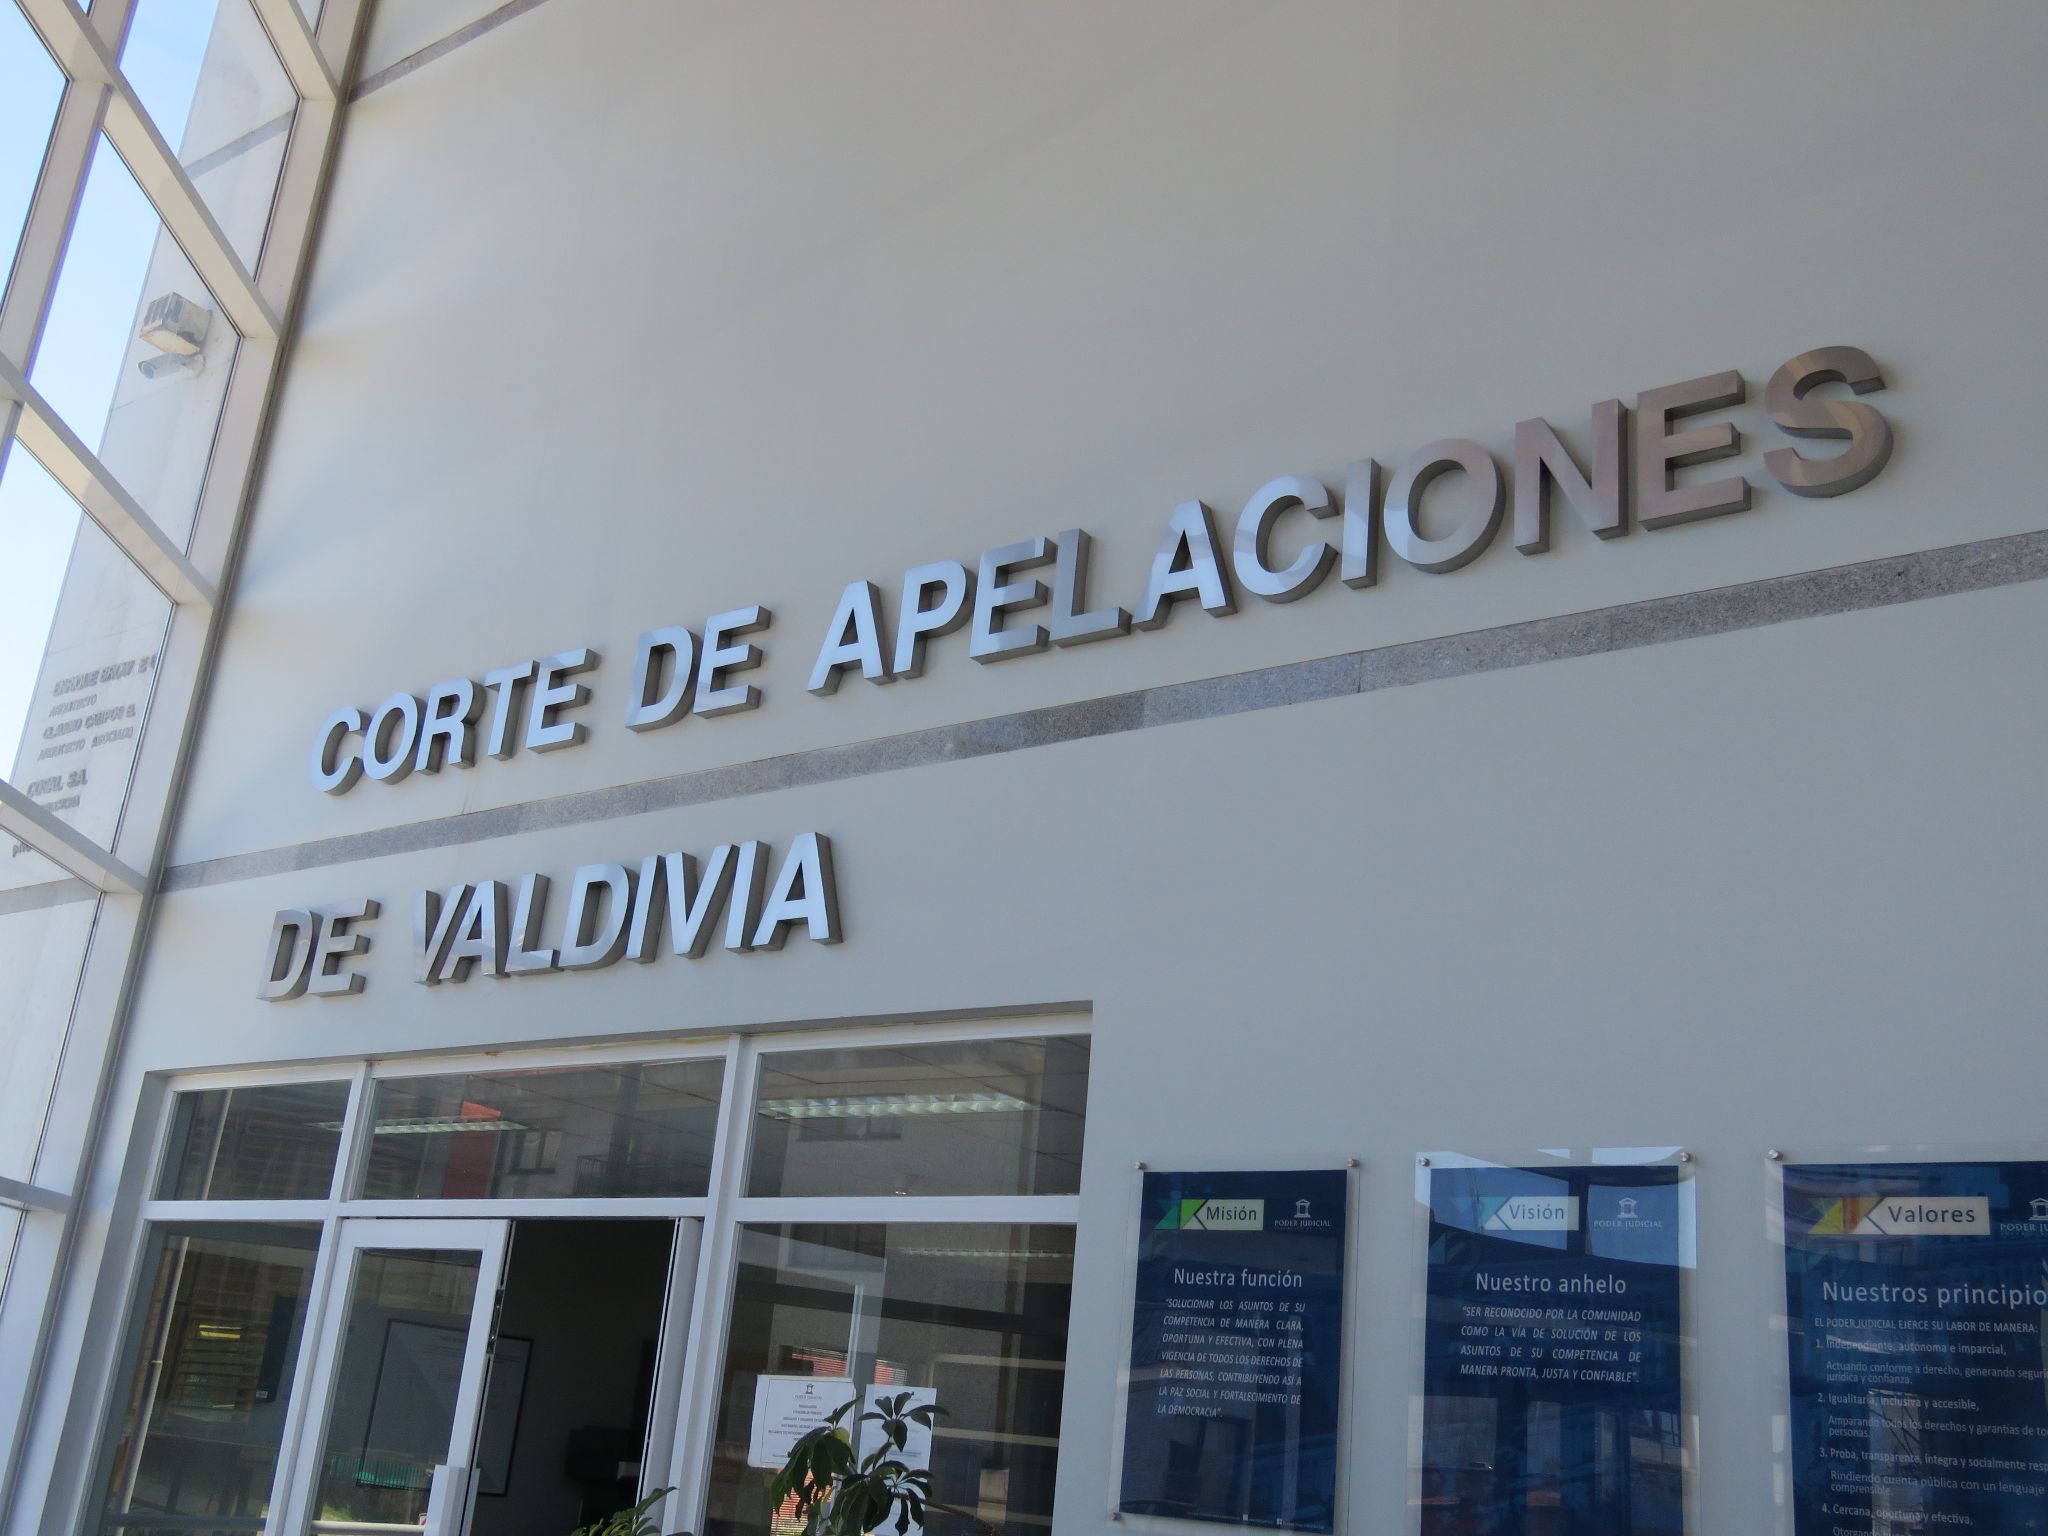 CORTE DE APELACIONES
DE VALDIVIA
ARQUITECTO
ARQUITECTO ASOCIADO
Misión
PODER JUDICIAL
Nuestra función
"SOLUCIONAR LOS ASUNTOS DE SU
COMPETENCIA DE MANERA CLARA,
OPORTUNA Y EFECTIVA, CON PLENA
VIGENCIA DE TODOS LOS DERECHOS DE
LAS PERSONAS, CONTRIBUYENDO ASÍ A
LA PAZ SOCIAL Y FORTALECIMIENTO DE
LA DEMOCRACIA".
Visión
PODER JUDICIAL
Nuestro anhelo
"SER RECONOCIDO POR LA COMUNIDAD
COMO LA VÍA DE SOLUCIÓN DE LOS
ASUNTOS DE SU COMPETENCIA DE
MANERA PRONTA, JUSTA Y CONFIABLE".
Valores
PODER JU
Nuestros principio
EL PODER JUDICIAL EJERCE SU LABOR DE MANERA:
1. Independiente, autónoma e imparcial,
Actuando conforme a derecho, generando seguri
jurídica y confianza.
2. Igualitaria, inclusiva y accesible,
Amparando todos los derechos y garantías de to
personas.
3. Proba, transparente, íntegra y socialmente resp
Rindiendo cuenta pública con un lenguaje
comprensible.
4. Cercana, oportuna y efectiva,
PODER JUDICIAL